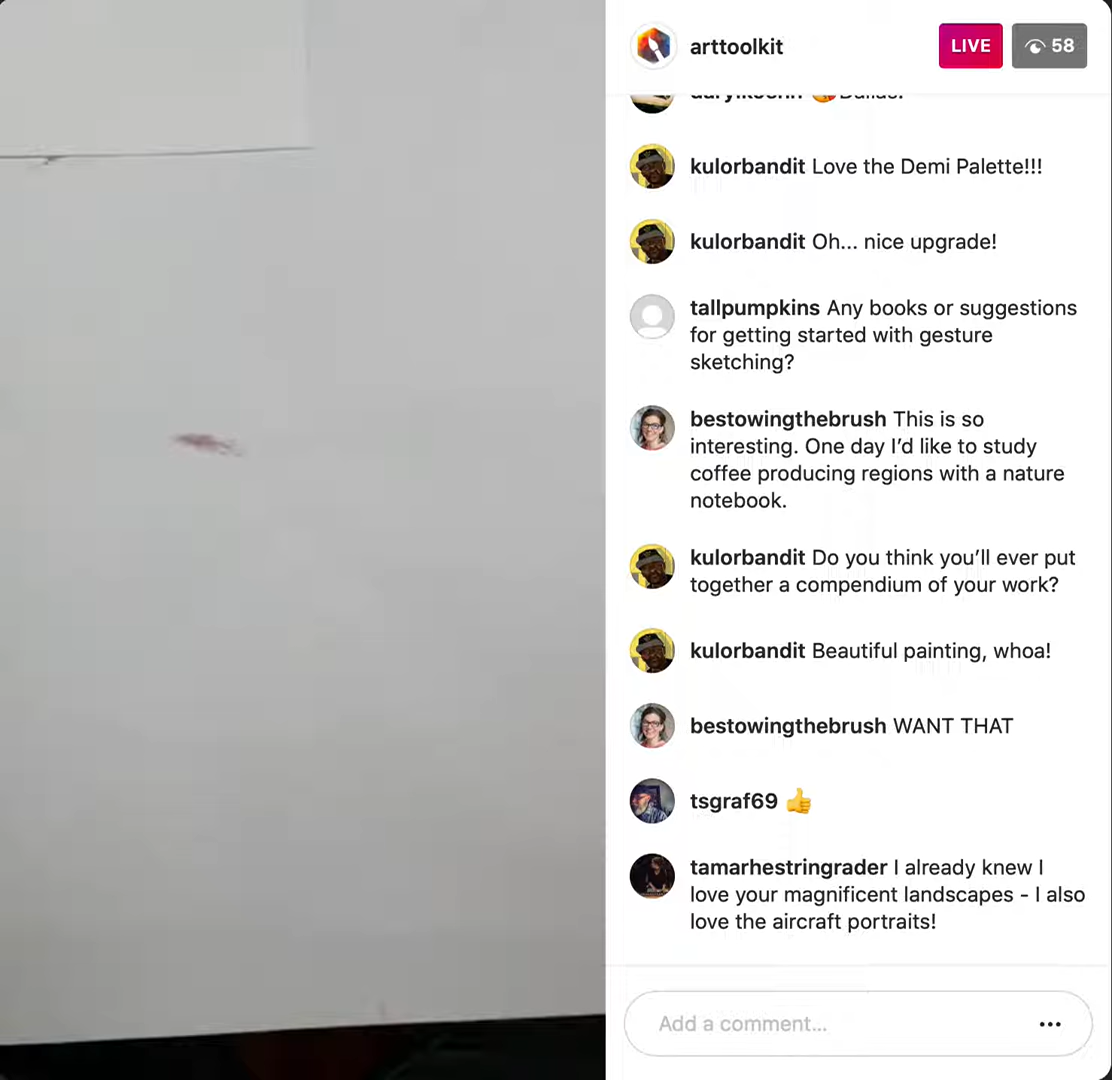 arttoolkit
LIVE
58
kulorbandit Love the Demi Palette!!!
kulorbandit Oh... nice upgrade!
tallpumpkins Any books or suggestions
for getting started with gesture
sketching?
bestowingthebrush This is so
interesting. One day I’d like to study
coffee producing regions with a nature
notebook.
kulorbandit Do you think you’ll ever put
together a compendium of your work?
kulorbandit Beautiful painting, whoa!
bestowingthebrush WANT THAT
tsgraf69 👍
tamarhestringrader I already knew I
love your magnificent landscapes - I also
love the aircraft portraits!
Add a comment...